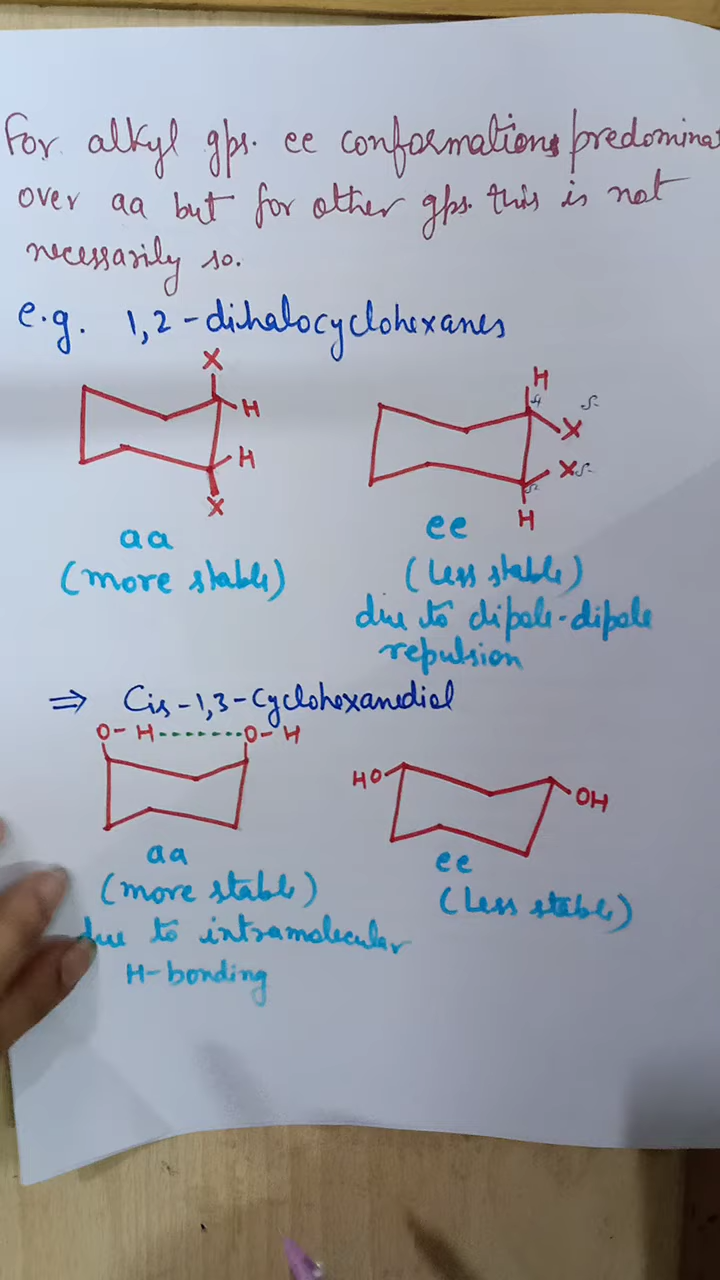 For alkyl gps. ee conformations predomina
over aa but for other gps. this is not
necessarily so.
e.g. 1,2-dihalocyclohexanes
X
H
H
X
H
X
X
H
aa
ee
(more stable)
(less stable)
due to dipole-dipole
repulsion
⇒ Cis-1,3-Cyclohexanediol
O-H-------O-H
HO
OH
aa
ee
(more stable)
(less stable)
due to intramolecular
H-bonding